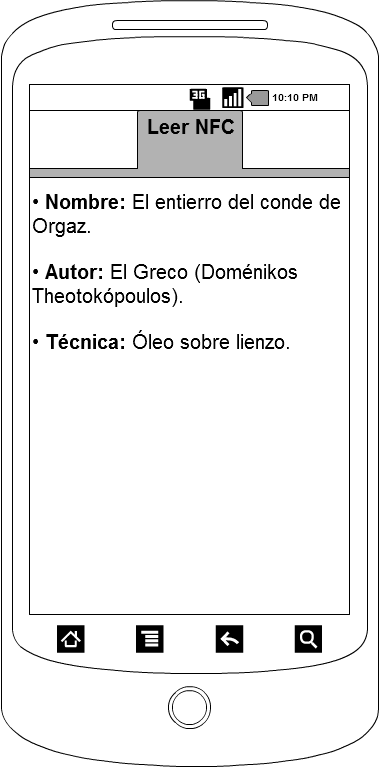 3G
10:10 PM
Leer NFC
• Nombre: El entierro del conde de
Orgaz.
• Autor: El Greco (Doménikos
Theotokópoulos).
• Técnica: Óleo sobre lienzo.